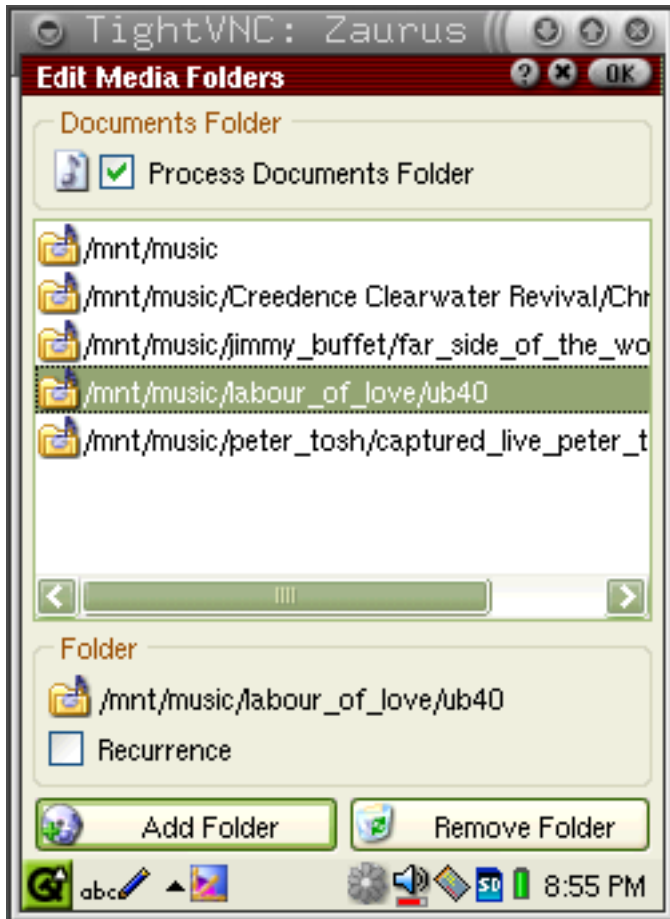 TightVNC: Zaurus
Edit Media Folders ? OK
Documents Folder
Process Documents Folder
/mnt/music
/mnt/music/Creedence Clearwater Revival/Chr
/mnt/music/jimmy_buffet/far_side_of_the_wo
/mnt/music/labour_of_love/ub40
/mnt/music/peter_tosh/captured_live_peter_t
Folder
/mnt/music/labour_of_love/ub40
Recurrence
Add Folder Remove Folder
abc SD 8:55 PM